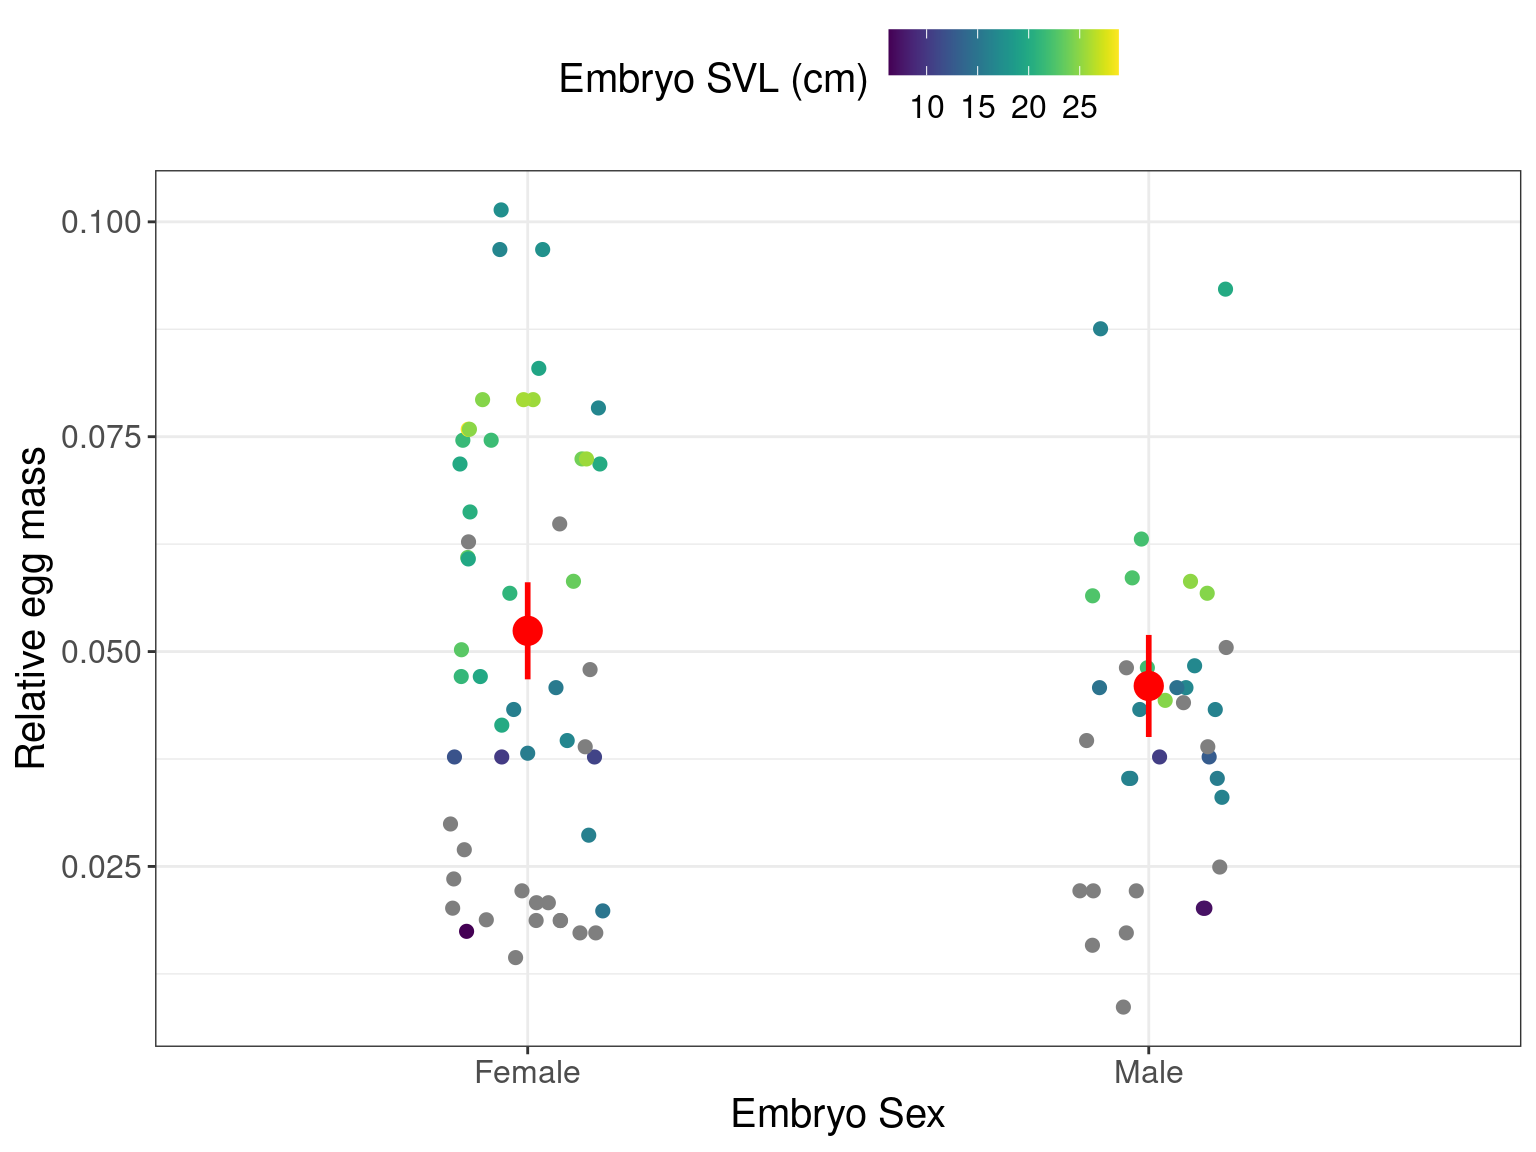 Embryo SVL (cm)
10 15 20 25
Relative egg mass
0.100
0.075
0.050
0.025
Female Male
Embryo Sex